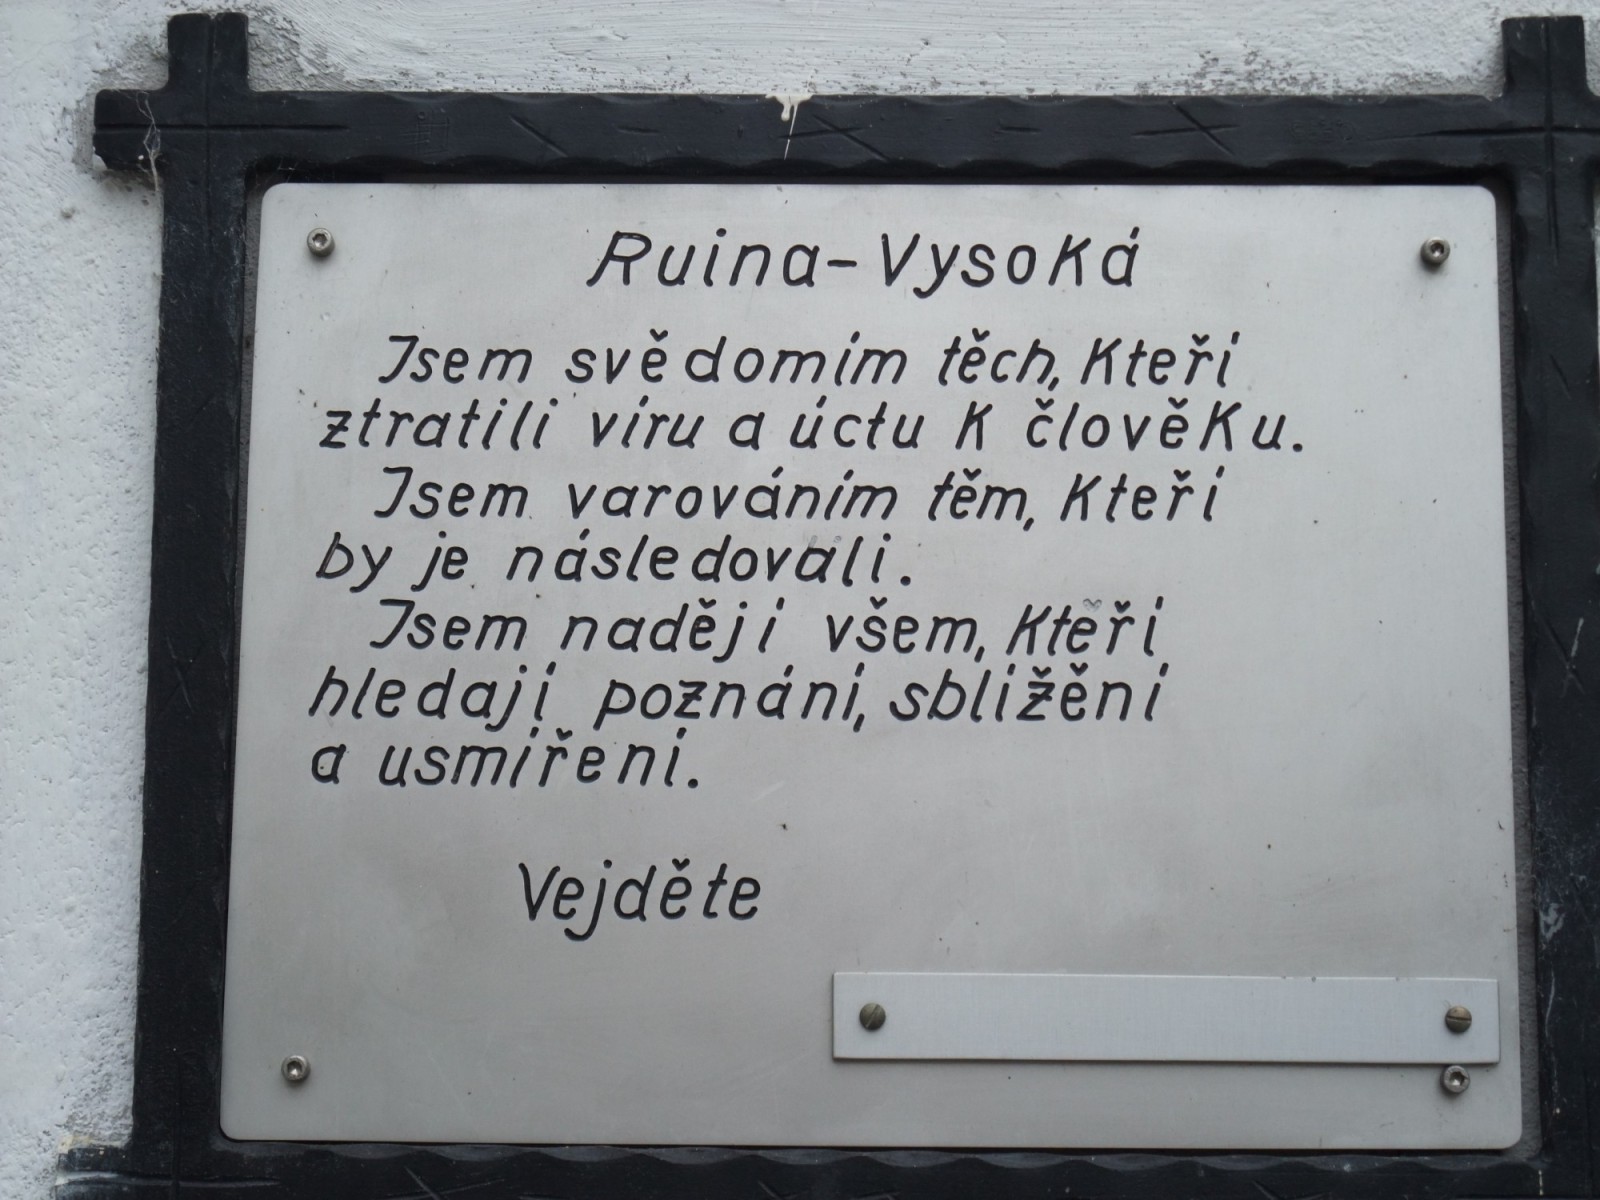 Ruina-Vysoká
Jsem svědomím těch, kteří
ztratili víru a úctu k člověku.
Jsem varováním těm, kteří
by je následovali.
Jsem nadějí všem, kteří
hledají poznání, sblížění
a usmíření.
Vejděte